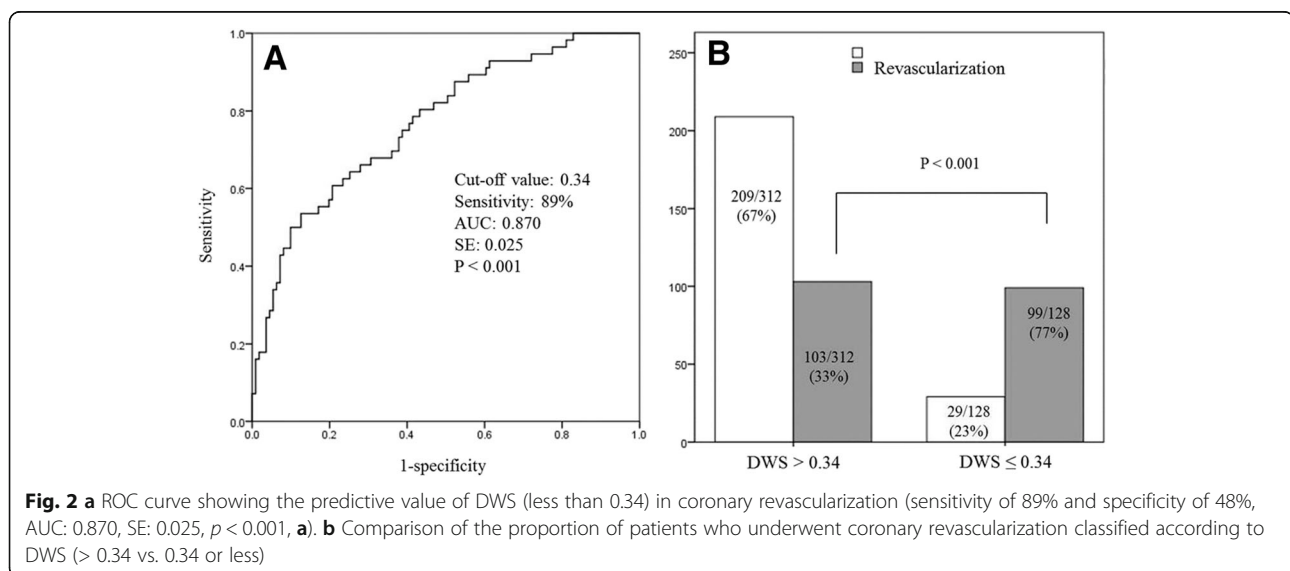 A
1.0
0.8
0.6
0.4
0.2
0.0
Sensitivity
Cut-off value: 0.34
Sensitivity: 89%
AUC: 0.870
SE: 0.025
P < 0.001
0.0 0.2 0.4 0.6 0.8 1.0
1-specificity
B
250
200
150
100
50
0
Revascularization
P < 0.001
209/312
(67%)
103/312
(33%)
29/128
(23%)
99/128
(77%)
DWS > 0.34
DWS ≤ 0.34
Fig. 2 a ROC curve showing the predictive value of DWS (less than 0.34) in coronary revascularization (sensitivity of 89% and specificity of 48%,
AUC: 0.870, SE: 0.025, p < 0.001, a). b Comparison of the proportion of patients who underwent coronary revascularization classified according to
DWS (> 0.34 vs. 0.34 or less)